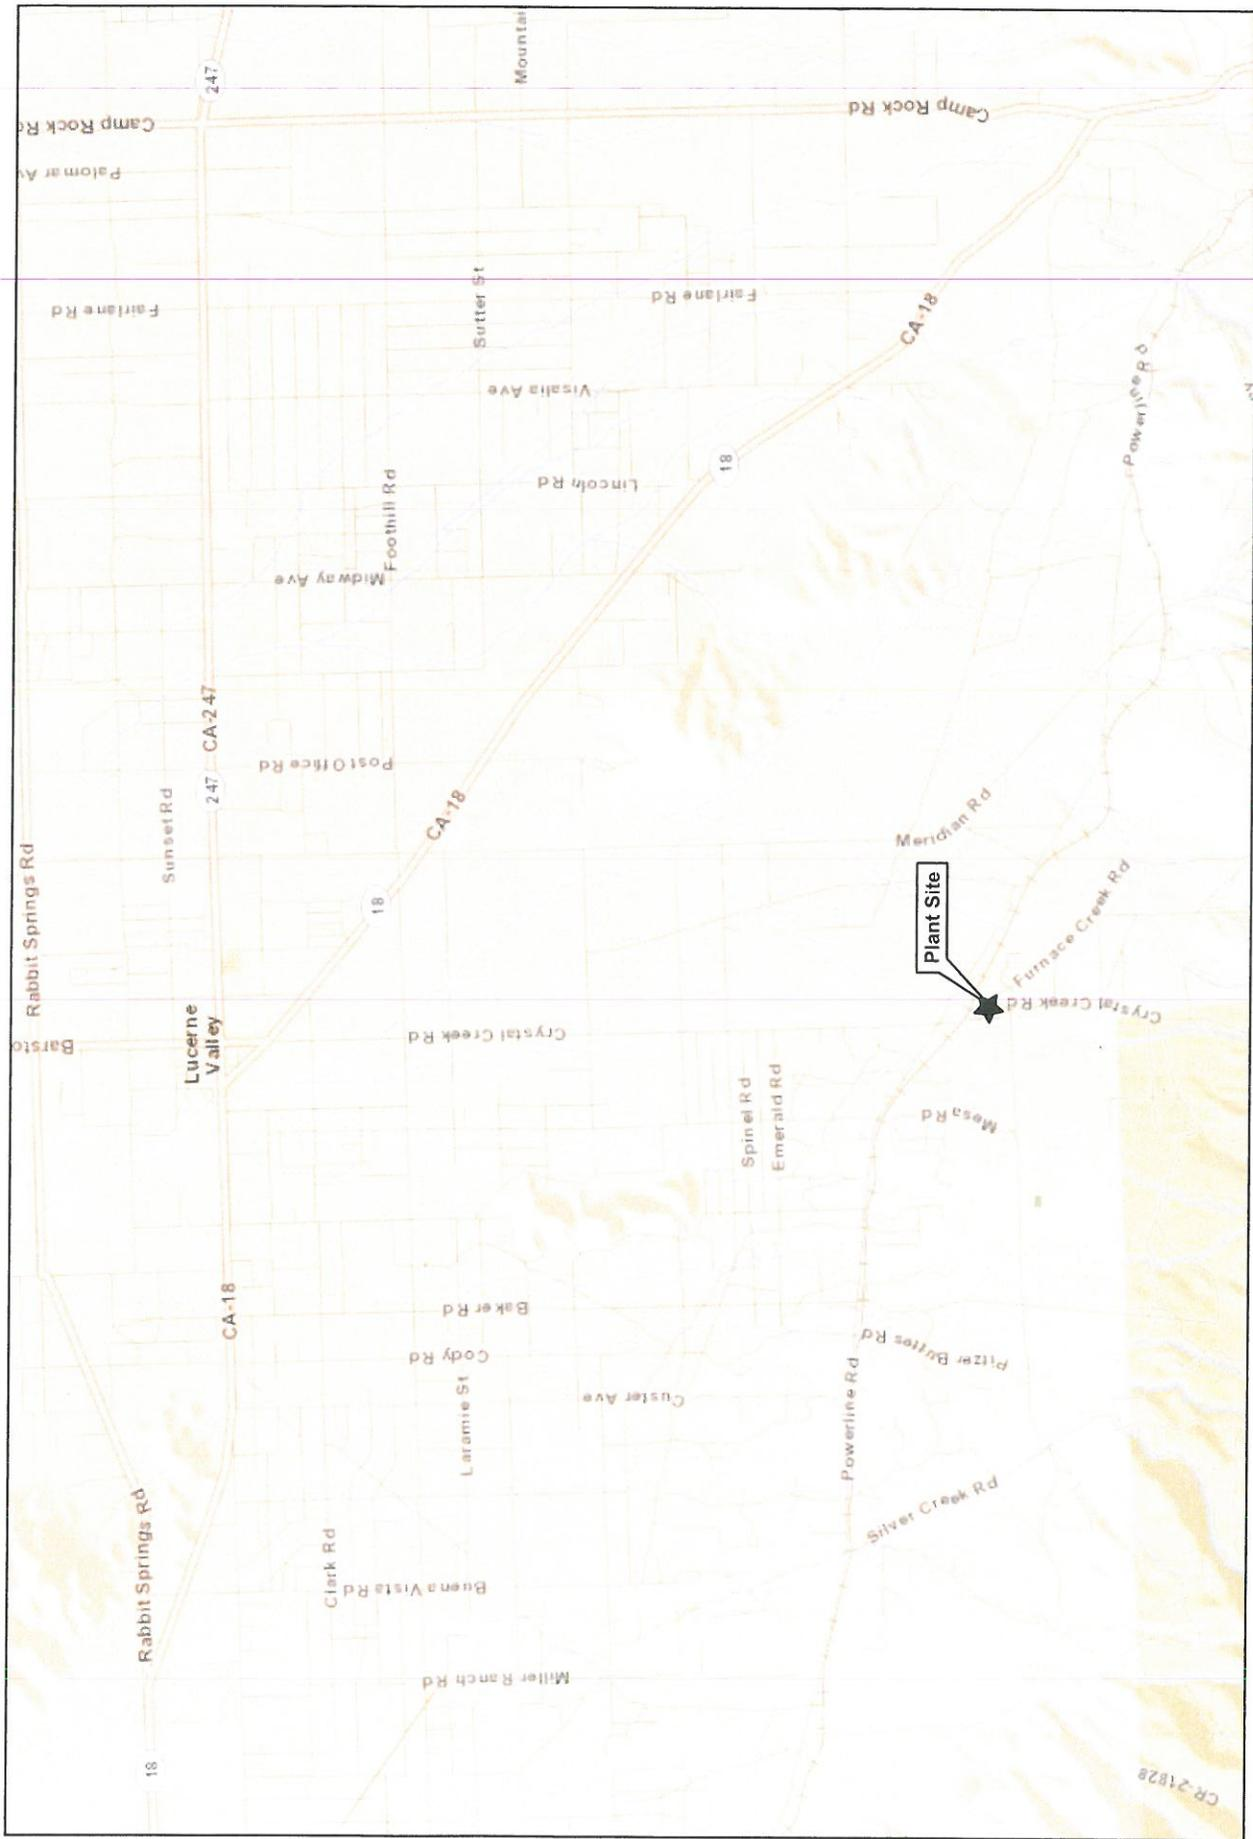 247
Mountai
Camp Rock Rd
Camp Rock Rd
Palomar Av
Fairlane Rd
Sutter St
Fairlane Rd
CA-18
Visalia Ave
Powerline Rd
18
Lincoln Rd
Foothill Rd
Midway Ave
CA-247
Post Office Rd
247
Sunset Rd
CA-18
Meridian Rd
Rabbit Springs Rd
18
Plant Site
Furnace Creek Rd
Crystal Creek Rd
Barsto
Lucerne
Valley
Crystal Creek Rd
Spinel Rd
Emerald Rd
Mesa Rd
CA-18
Baker Rd
Cody Rd
Pitzer Buttes Rd
Laramie St
Custer Ave
Powerline Rd
Silver Creek Rd
Rabbit Springs Rd
Clark Rd
Buena Vista Rd
Miller Ranch Rd
18
CR-21828